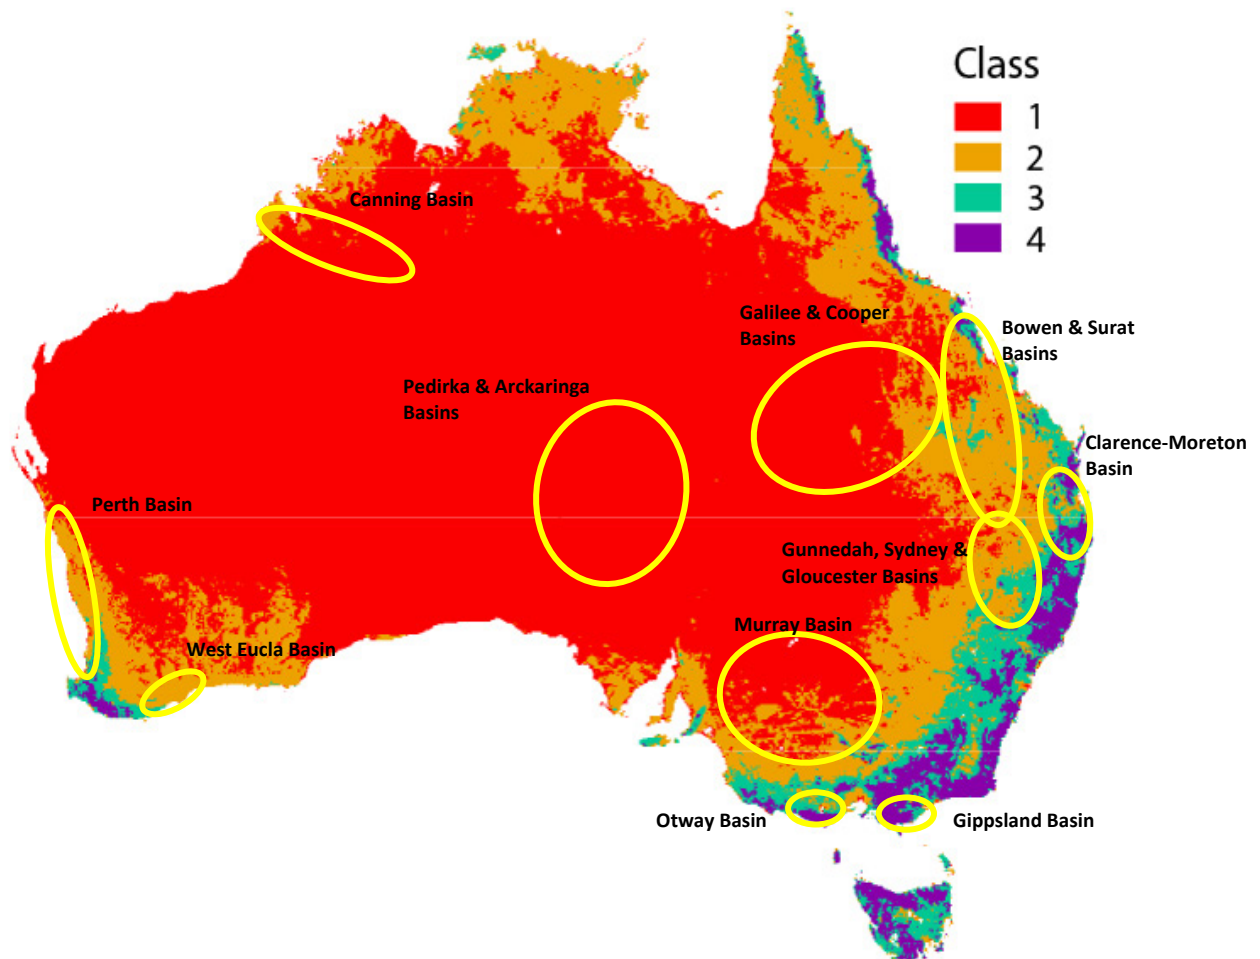 Class
1
2
3
4
Canning Basin
Galilee & Cooper
Basins
Bowen & Surat
Basins
Pedirka & Arckaringa
Basins
Clarence-Moreton
Basin
Perth Basin
Gunnedah, Sydney &
Gloucester Basins
Murray Basin
West Eucla Basin
Otway Basin
Gippsland Basin